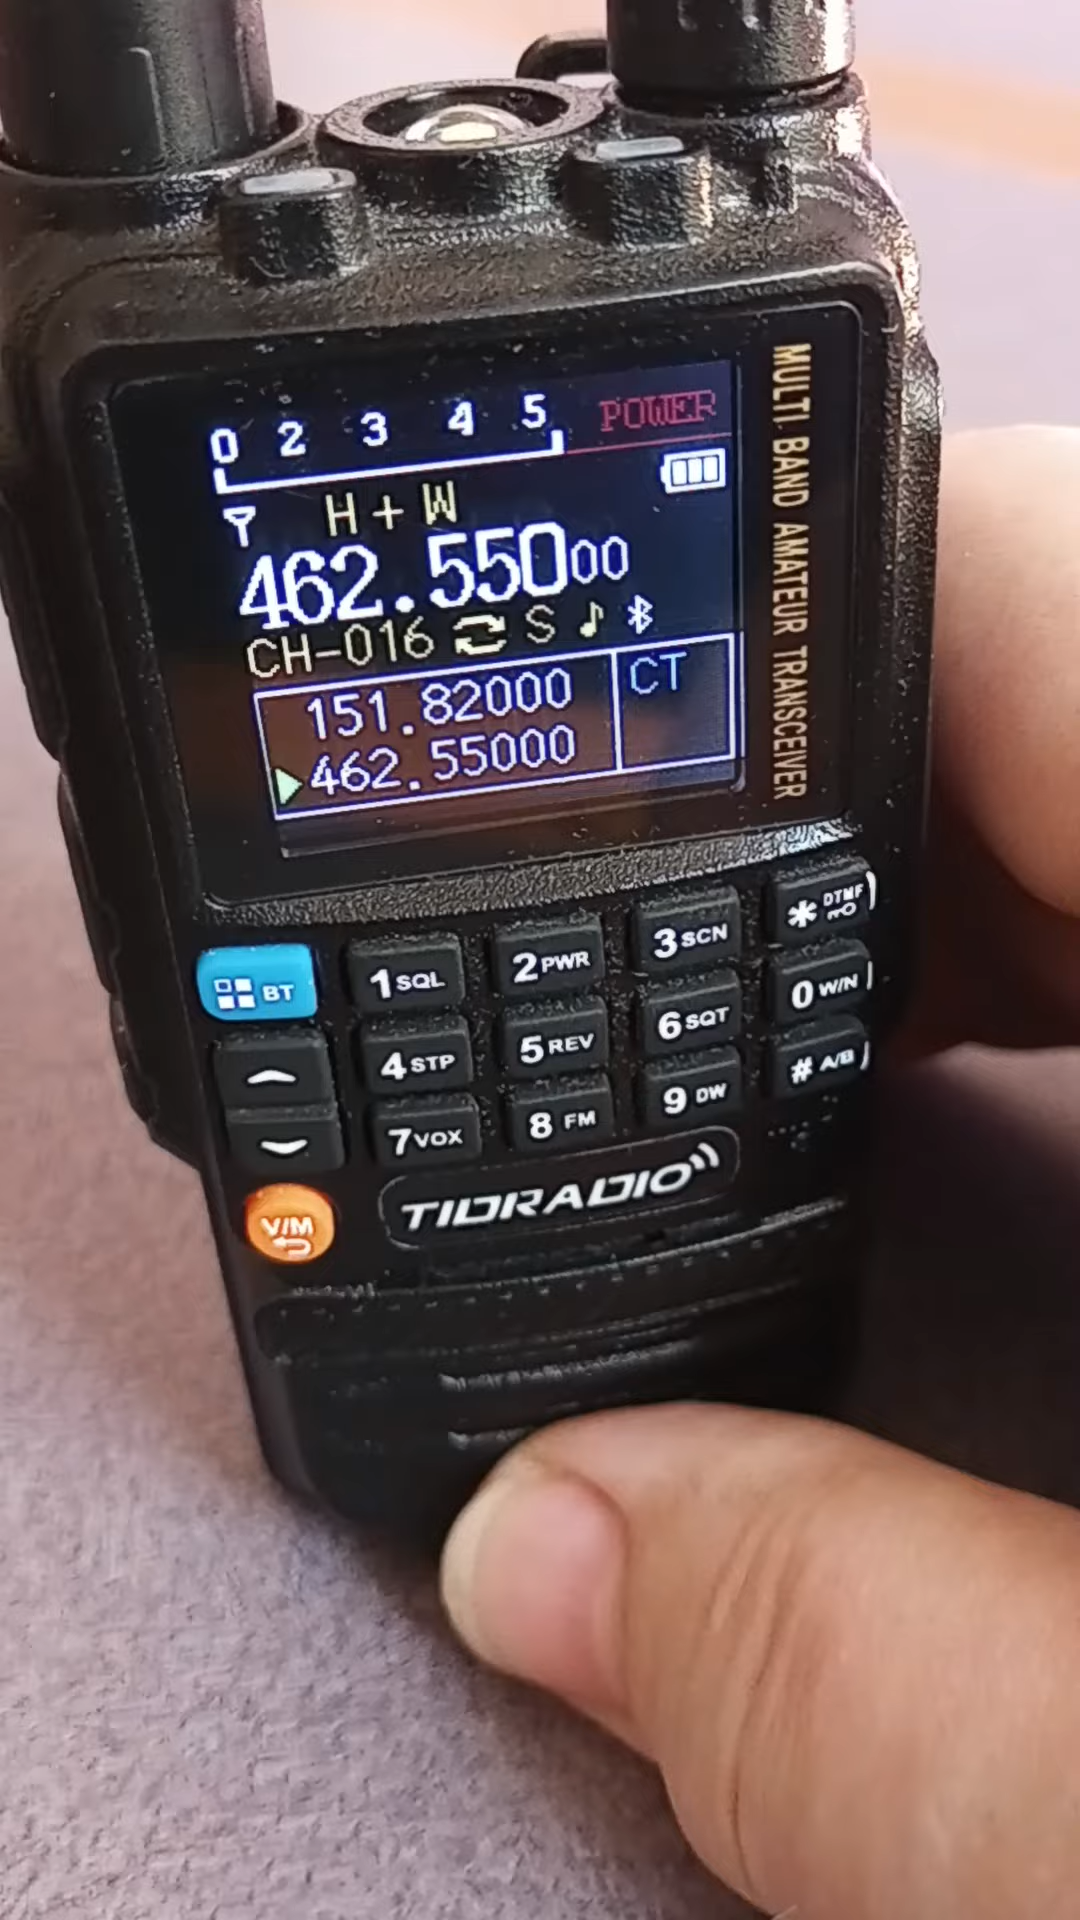 0 2 3 4 5 POWER
H + W
462.55000
CH-016 S
151.82000 CT
462.55000
MULTI BAND AMATEUR TRANSCEIVER
BT 1 SQL 2 PWR 3 SCN * DTMF
4 STP 5 REV 6 SQT 0 W/N
7 VOX 8 FM 9 DW # A/B
V/M TIDRADIO